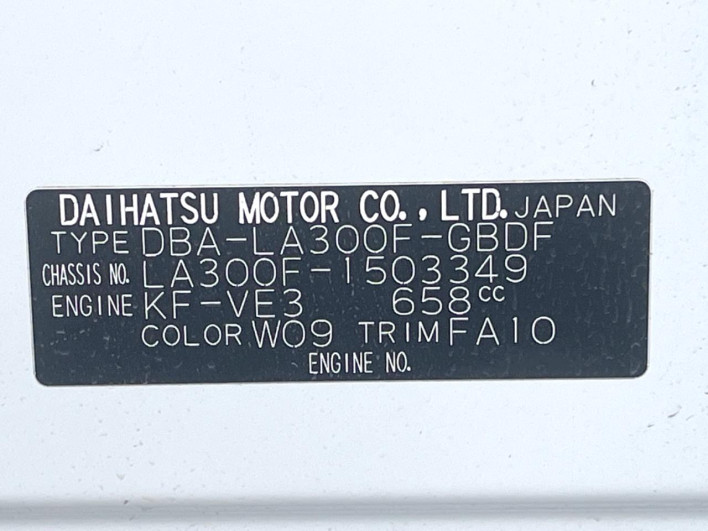 DAIHATSU MOTOR CO., LTD. JAPAN
TYPE DBA-LA300F-GBDF
CHASSIS NO. LA300F-1503349
ENGINE KF-VE3 658cc
COLOR W09 TRIM FA10
ENGINE NO.